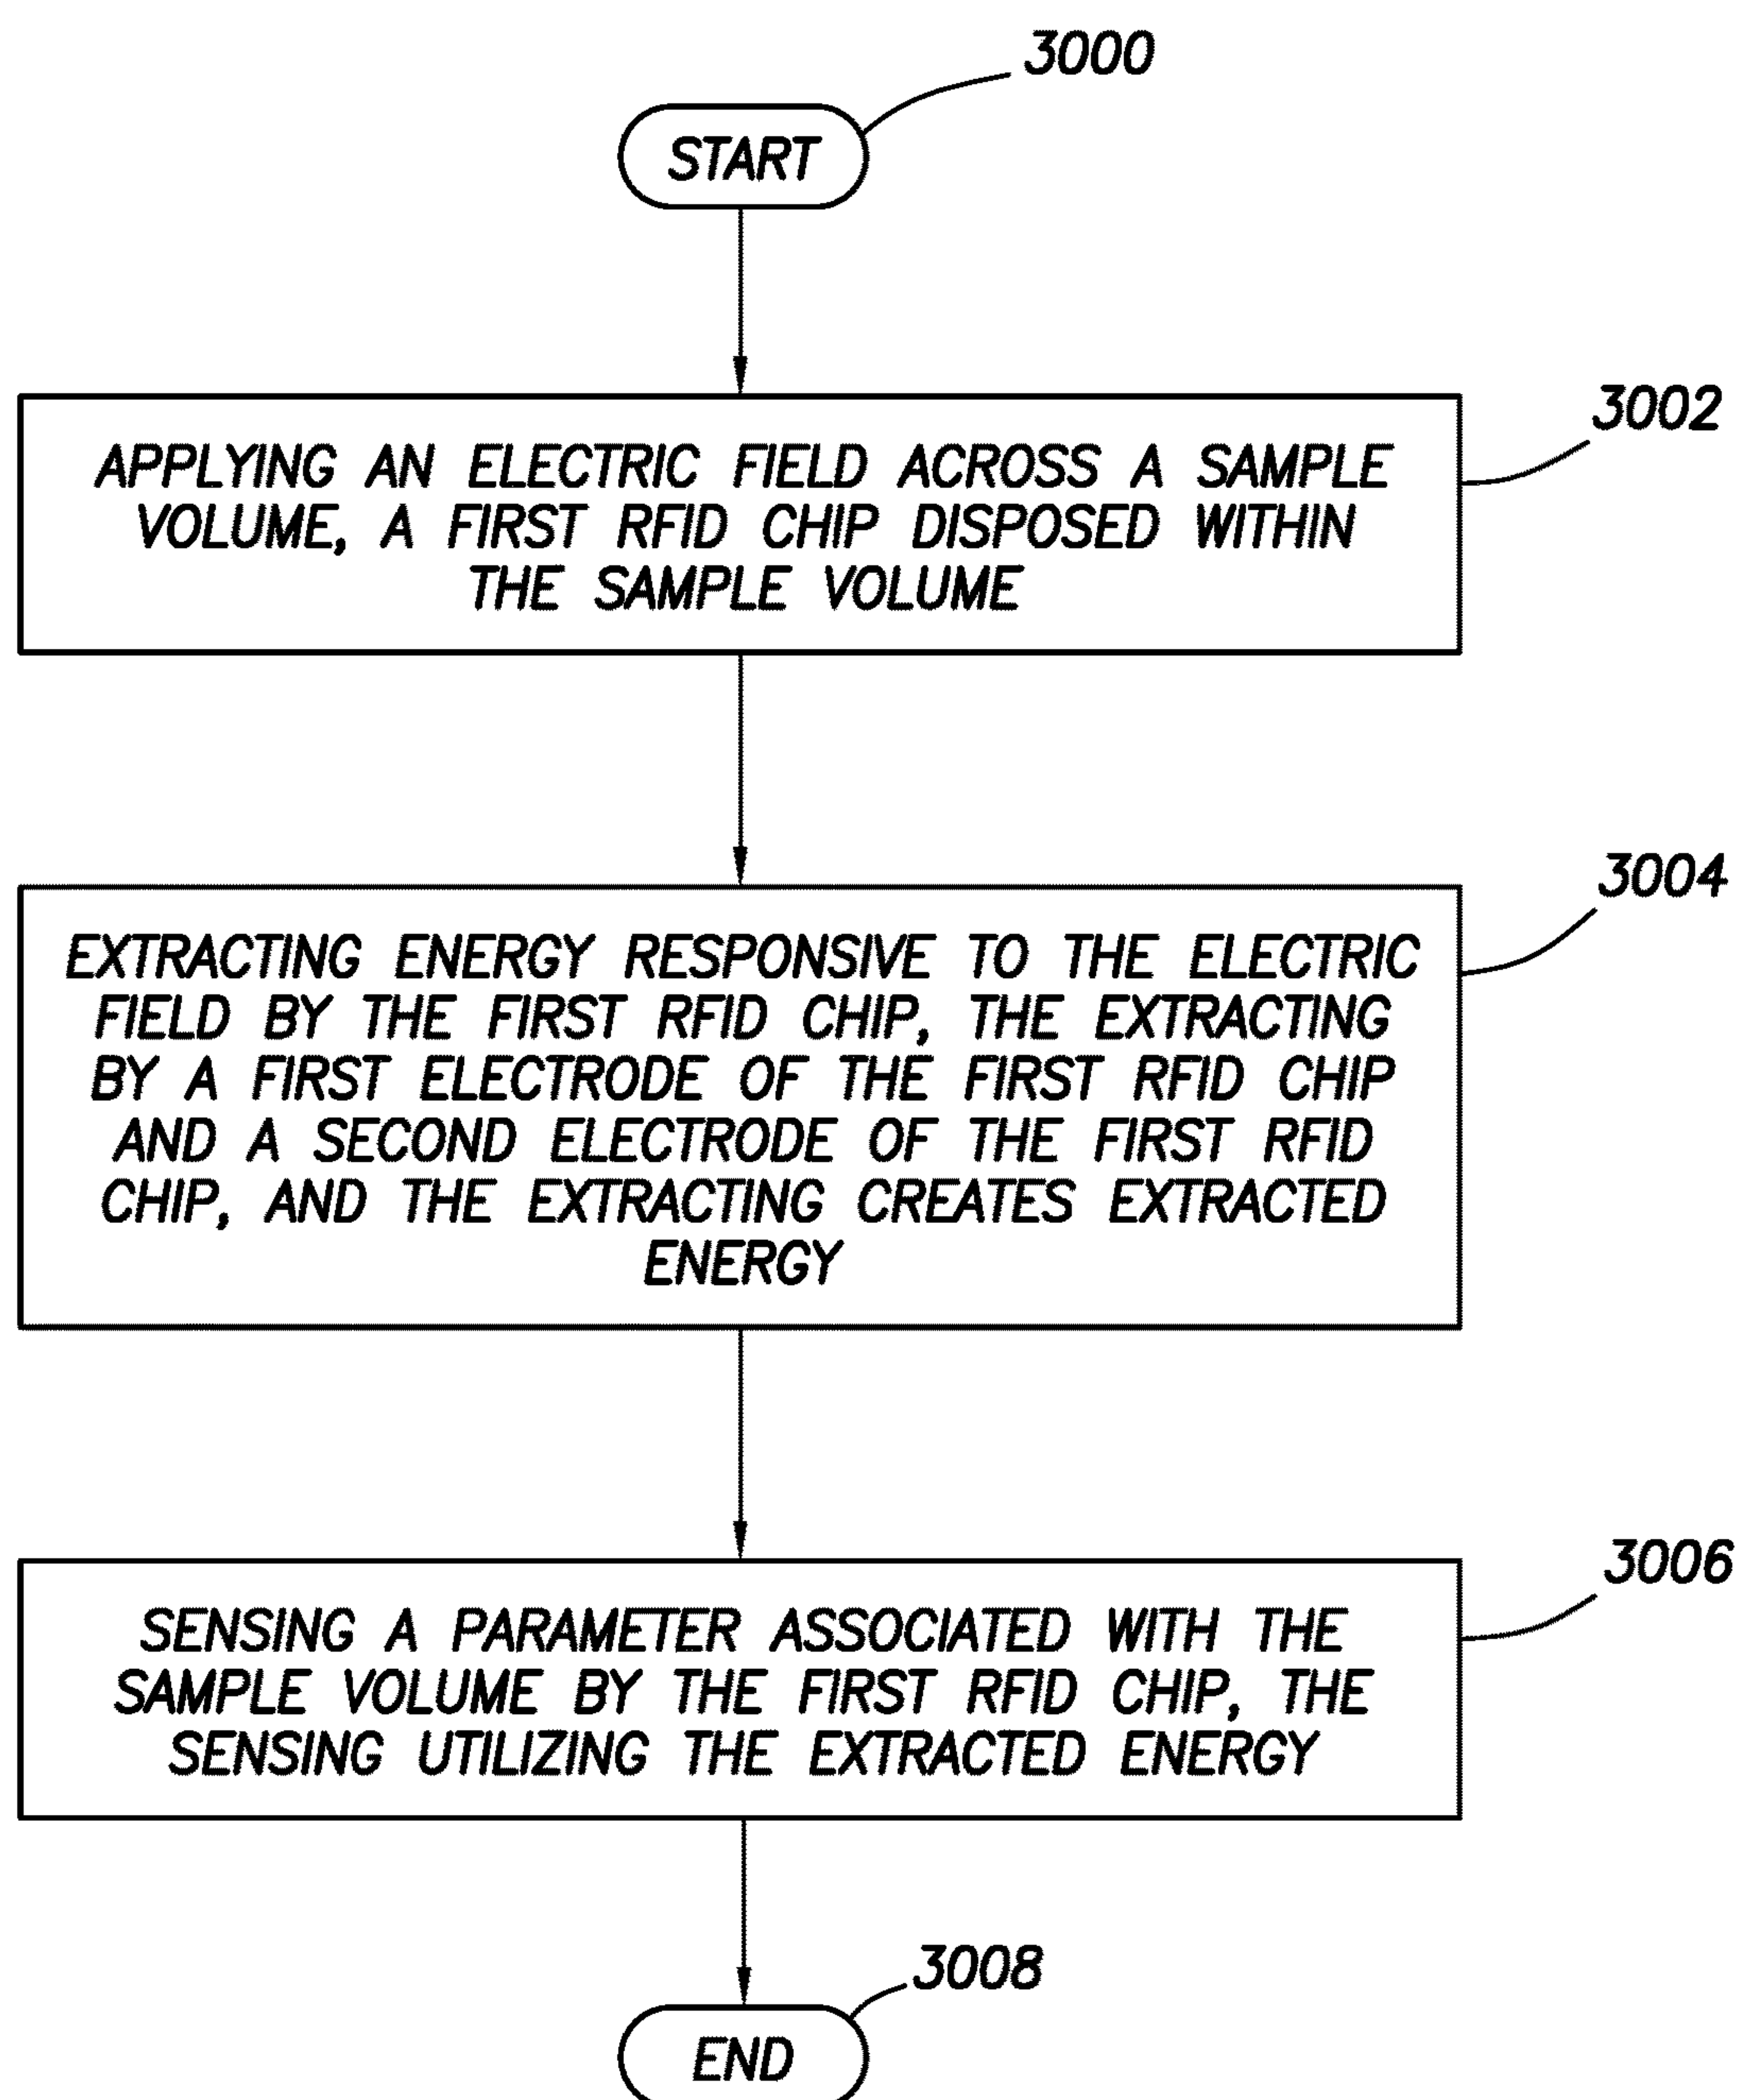 3000
START
3002
APPLYING AN ELECTRIC FIELD ACROSS A SAMPLE
VOLUME, A FIRST RFID CHIP DISPOSED WITHIN
THE SAMPLE VOLUME
3004
EXTRACTING ENERGY RESPONSIVE TO THE ELECTRIC
FIELD BY THE FIRST RFID CHIP, THE EXTRACTING
BY A FIRST ELECTRODE OF THE FIRST RFID CHIP
AND A SECOND ELECTRODE OF THE FIRST RFID
CHIP, AND THE EXTRACTING CREATES EXTRACTED
ENERGY
3006
SENSING A PARAMETER ASSOCIATED WITH THE
SAMPLE VOLUME BY THE FIRST RFID CHIP, THE
SENSING UTILIZING THE EXTRACTED ENERGY
3008
END